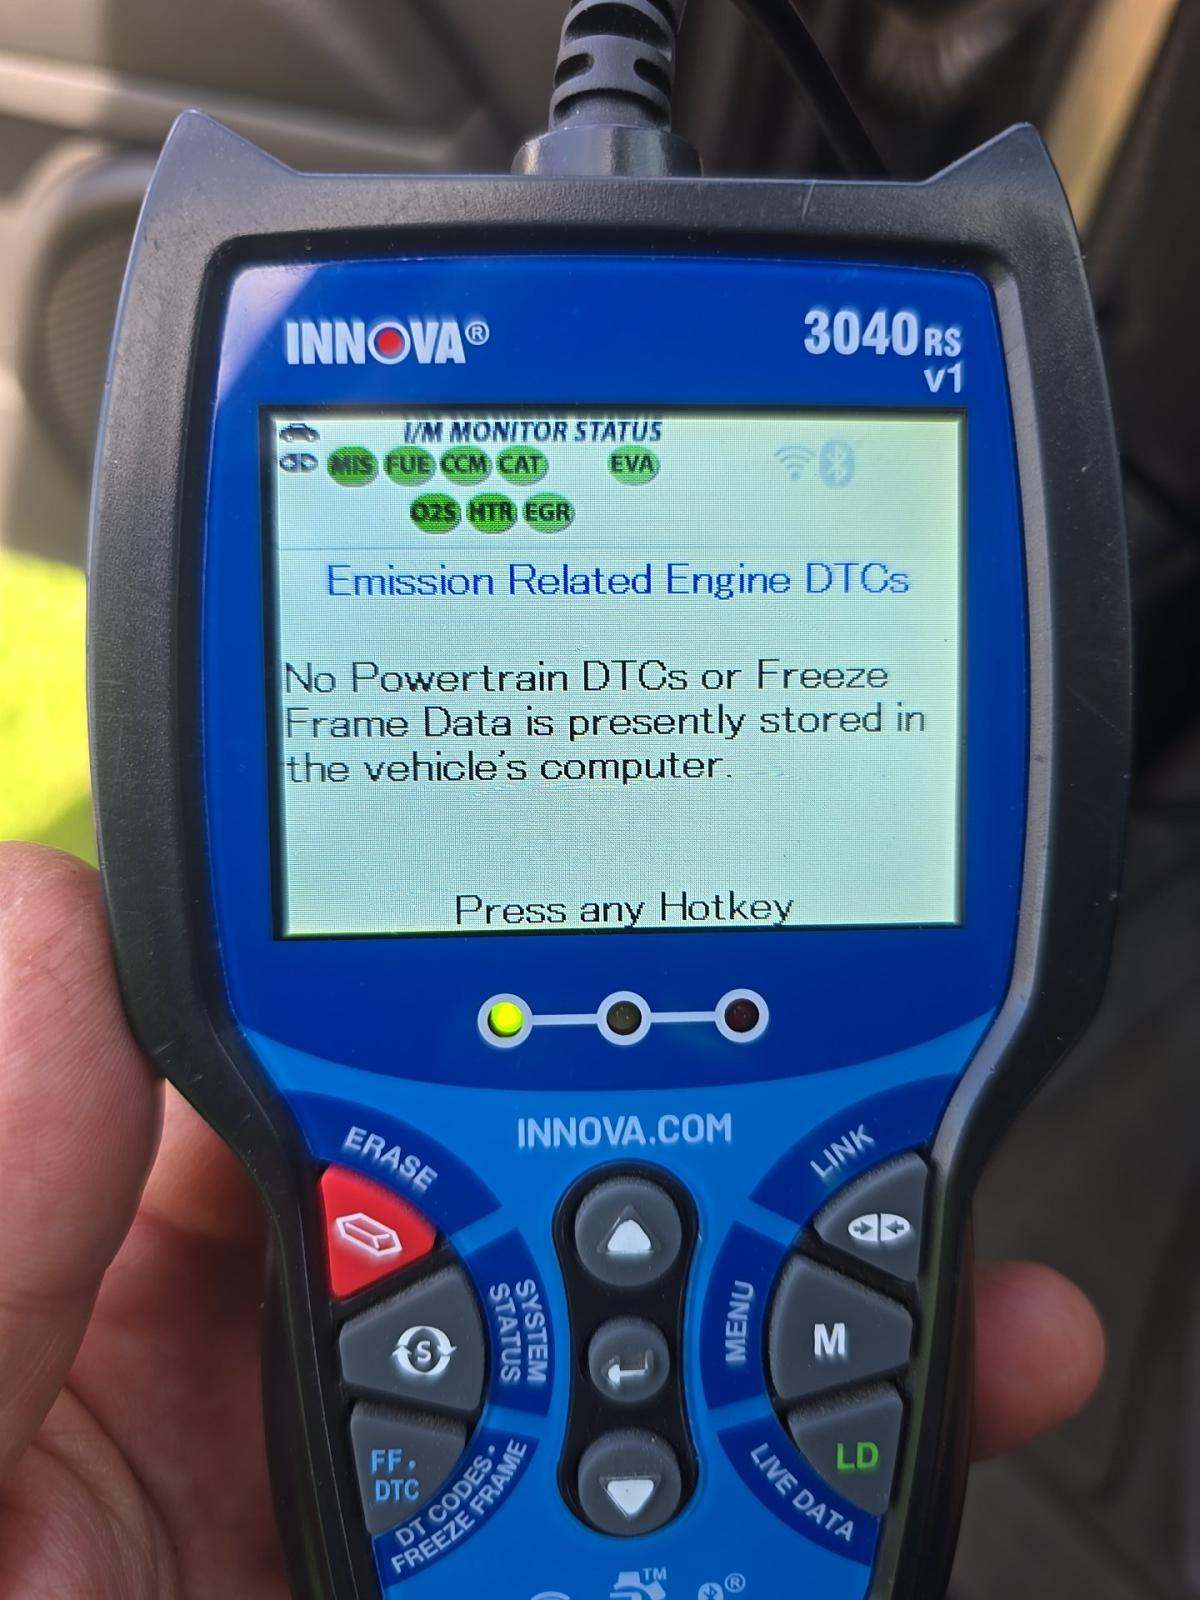 INNOVA®
3040RS
v1
I/M MONITOR STATUS
MIS FUE CCM CAT EVA
O2S HTR EGR
Emission Related Engine DTCs
No Powertrain DTCs or Freeze
Frame Data is presently stored in
the vehicle's computer.
Press any Hotkey
INNOVA.COM
ERASE
LINK
S
SYSTEM
STATUS
MENU
M
FF.
DTC
DT CODES.
FREEZE FRAME
LIVE DATA
LD
TM
®